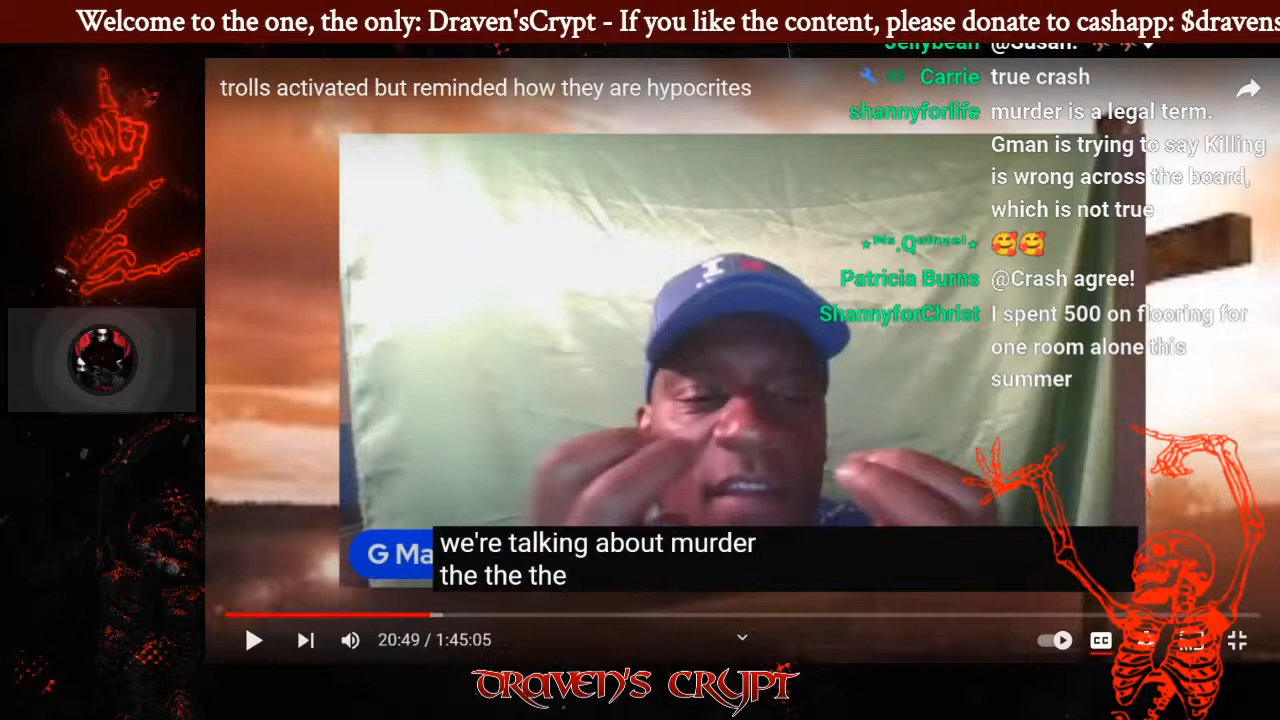 Welcome to the one, the only: Draven'sCrypt - If you like the content, please donate to cashapp: $dravens
Jellybean @Susan!
trolls activated but reminded how they are hypocrites
Carrie true crash
shannyforlife murder is a legal term.
Gman is trying to say Killing
is wrong across the board,
which is not true
Patricia Burns @Crash agree!
ShannyforChrist I spent 500 on flooring for
one room alone this
summer
I
G Ma
we're talking about murder
the the the
20:49 / 1:45:05
CC
DRAVEN'S CRYPT